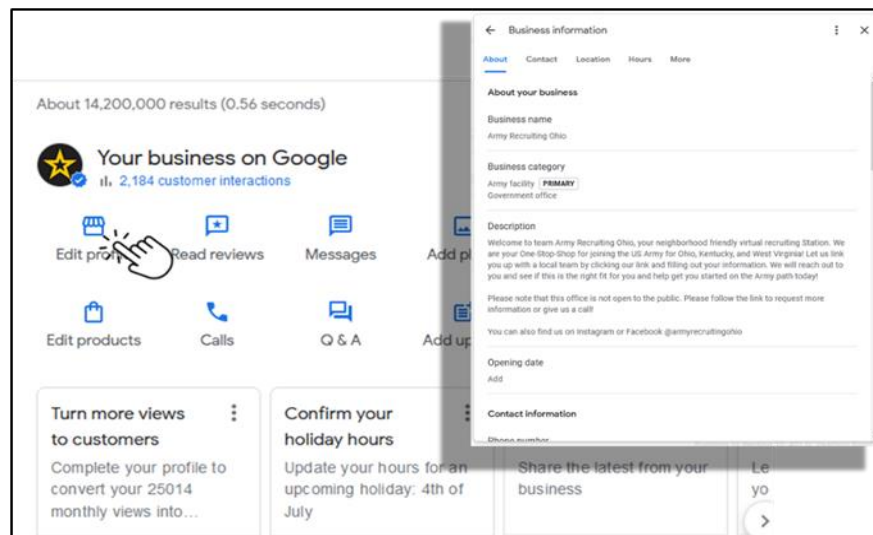 About 14,200,000 results (0.56 seconds)
Your business on Google
2,184 customer interactions
Edit
Read reviews
Messages
Add
Edit products
Calls
Q & A
Add
Turn more views
to customers
Complete your profile to
convert your 25014
monthly views into...
Confirm your
holiday hours
Update your hours for an
upcoming holiday: 4th of
July
Share the latest from your
business
Le
yo
Business information
About Contact Location Hours More
About your business
Business name
Army Recruiting Ohio
Business category
Army facility PRIMARY
Government office
Description
Welcome to team Army Recruiting Ohio, your neighborhood friendly virtual recruiting Station. We
are your One-Stop-Shop for joining the US Army for Ohio, Kentucky, and West Virginia! Let us link
you up with a local team by clicking our link and filling out your information. We will reach out to
you and see if this is the right fit for you and help get you started on the Army path today!
Please note that this office is not open to the public. Please follow the link to request more
information or give us a call!
You can also find us on Instagram or Facebook @armyrecruitingohio
Opening date
Add
Contact information
Phone number